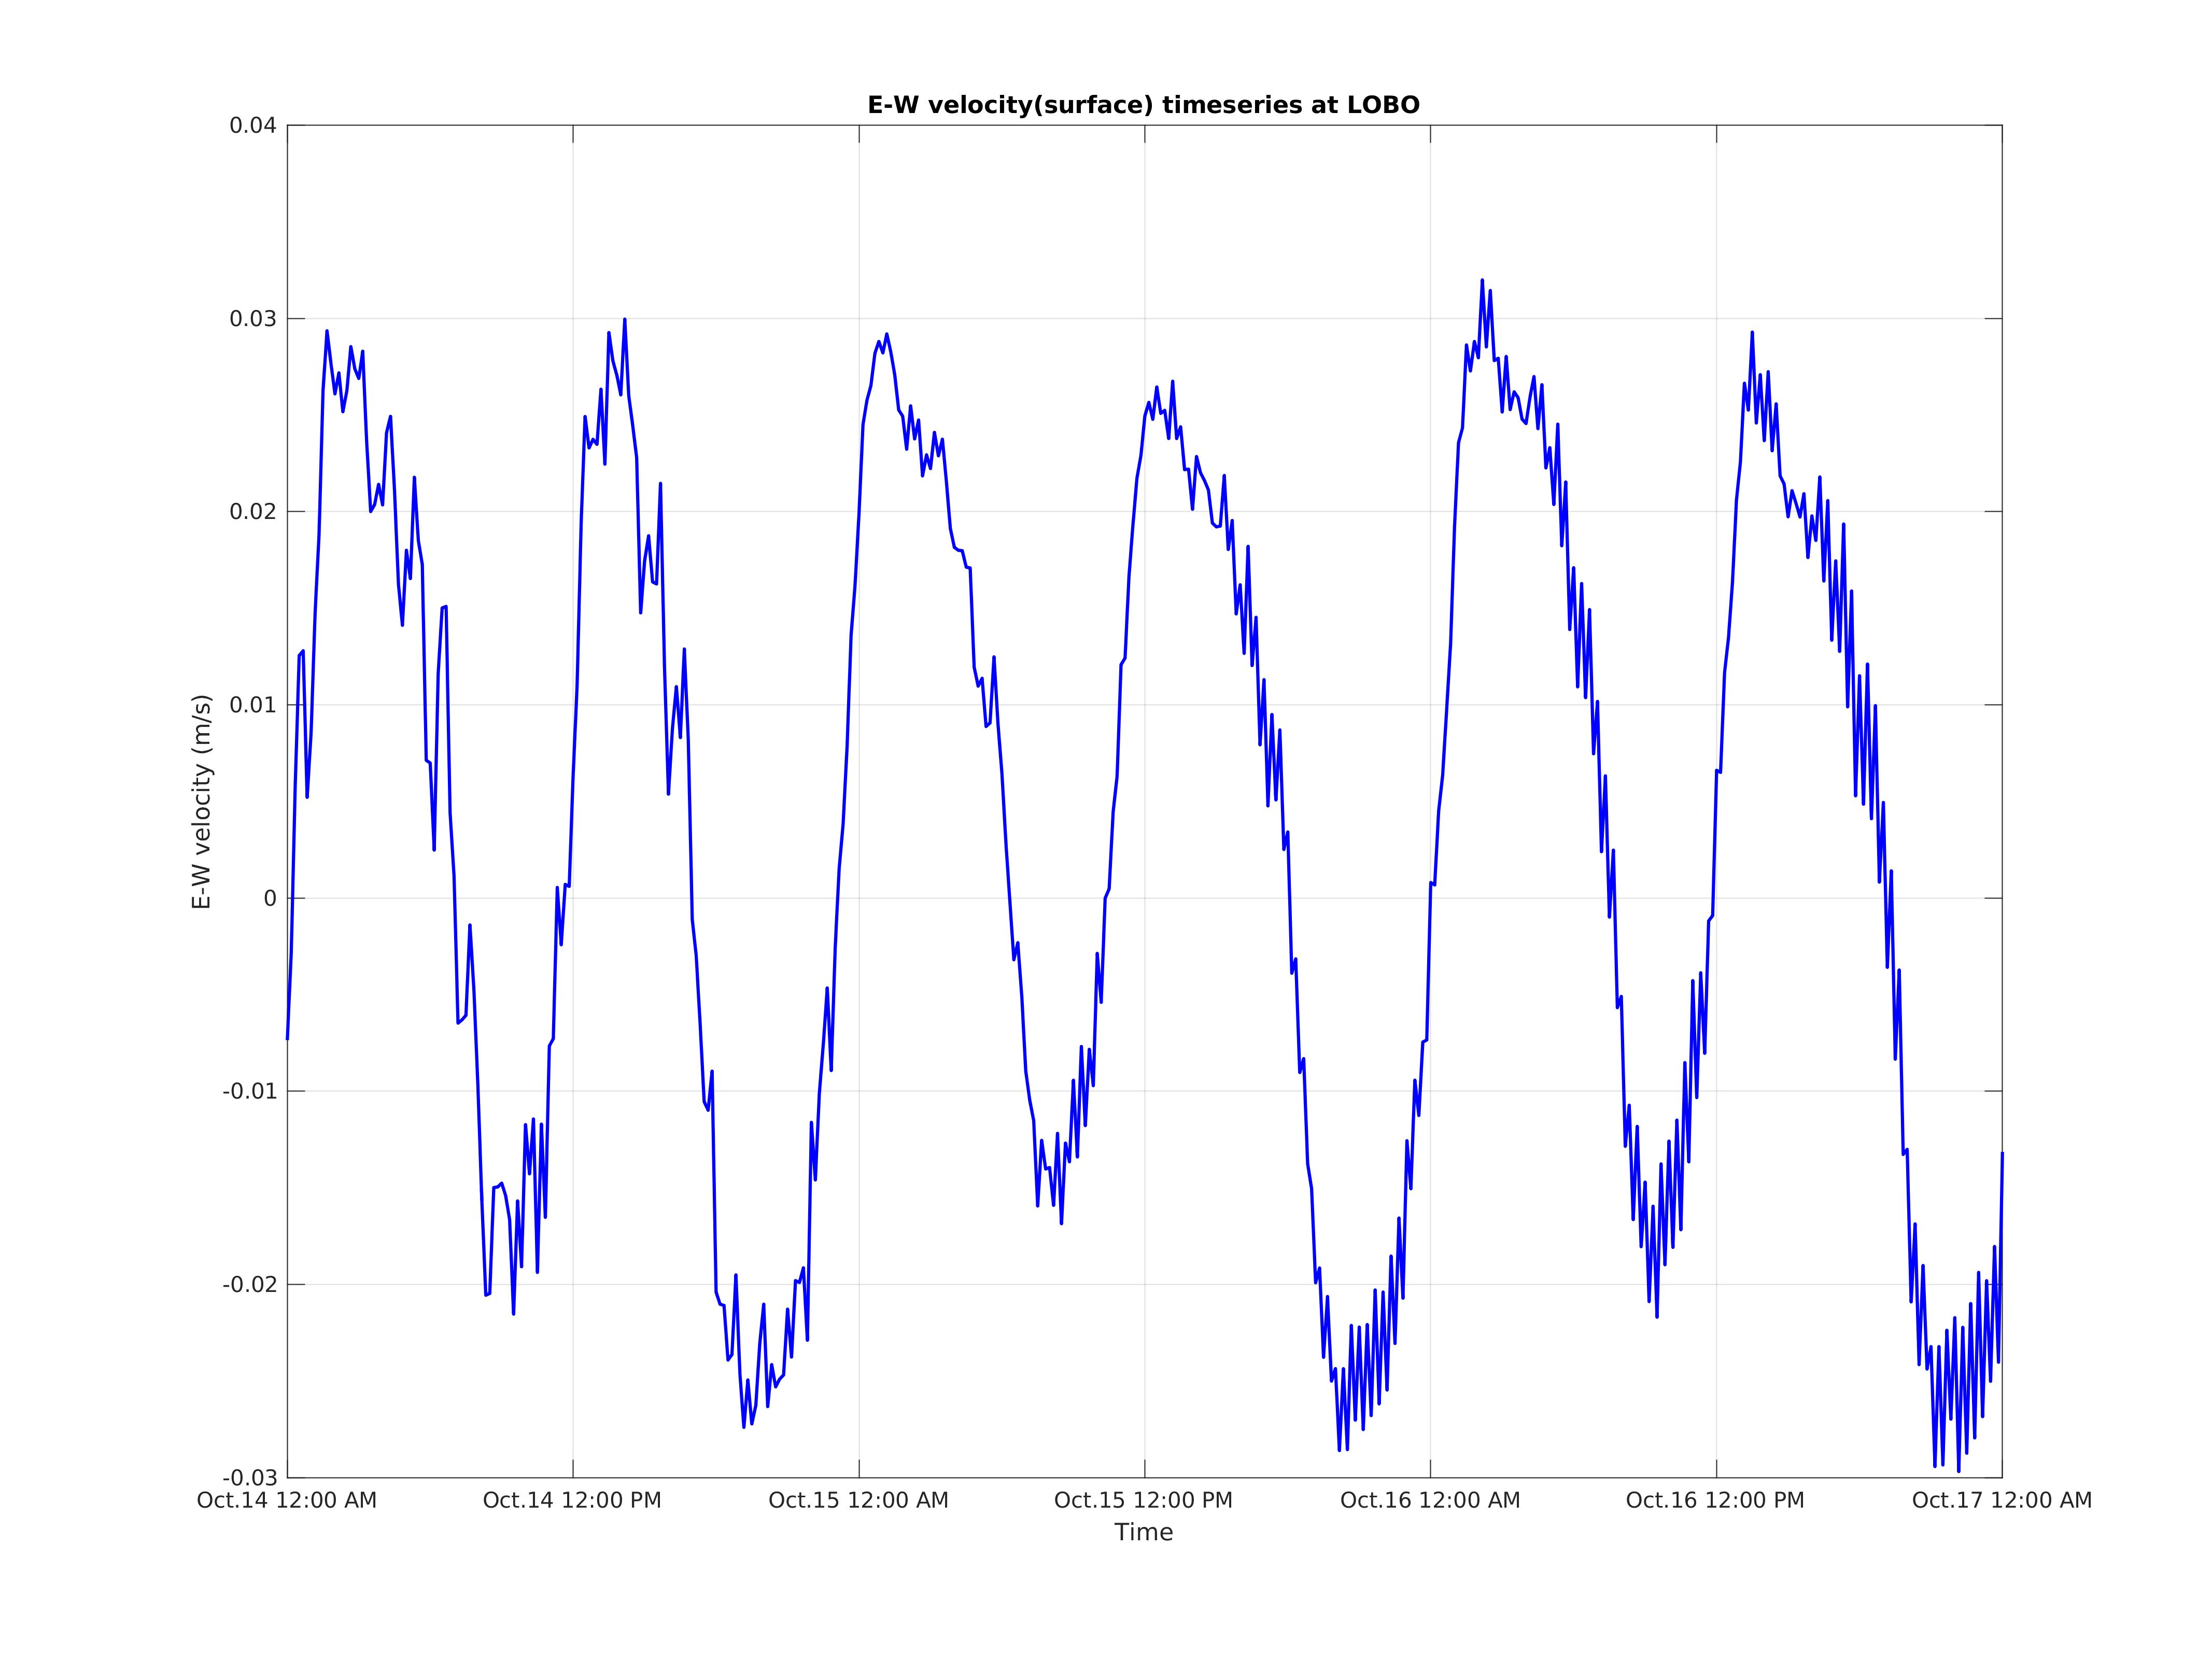 E-W velocity(surface) timeseries at LOBO
0.04
0.03
0.02
0.01
0
-0.01
-0.02
-0.03
E-W velocity (m/s)
Oct.14 12:00 AM
Oct.14 12:00 PM
Oct.15 12:00 AM
Oct.15 12:00 PM
Oct.16 12:00 AM
Oct.16 12:00 PM
Oct.17 12:00 AM
Time